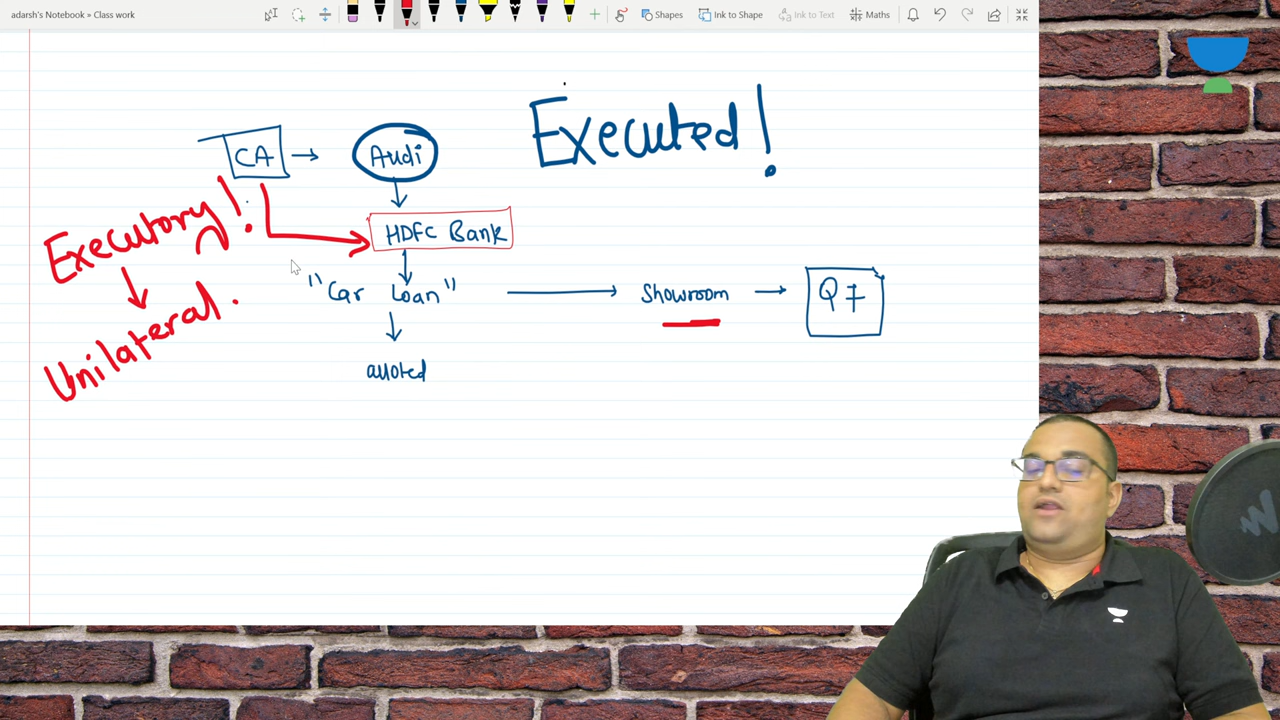 adarsh's Notebook > Class work
Shapes
Ink to Shape
Ink to Text
Maths
Executed!
CA → Audi
Executory!
HDFC Bank
"Car Loan" → Showroom → Q7
Unilateral.
alloted